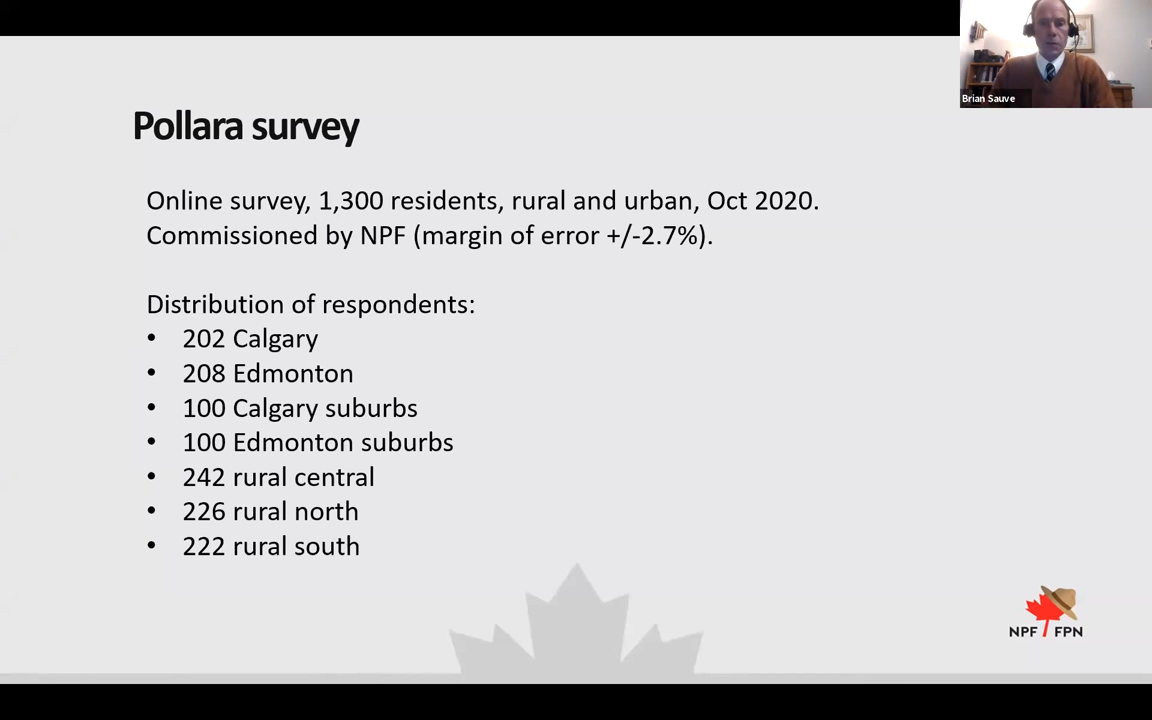 Brian Sauve
Pollara survey
Online survey, 1,300 residents, rural and urban, Oct 2020.
Commissioned by NPF (margin of error +/-2.7%).
Distribution of respondents:
• 202 Calgary
• 208 Edmonton
• 100 Calgary suburbs
• 100 Edmonton suburbs
• 242 rural central
• 226 rural north
• 222 rural south
NPF FPN